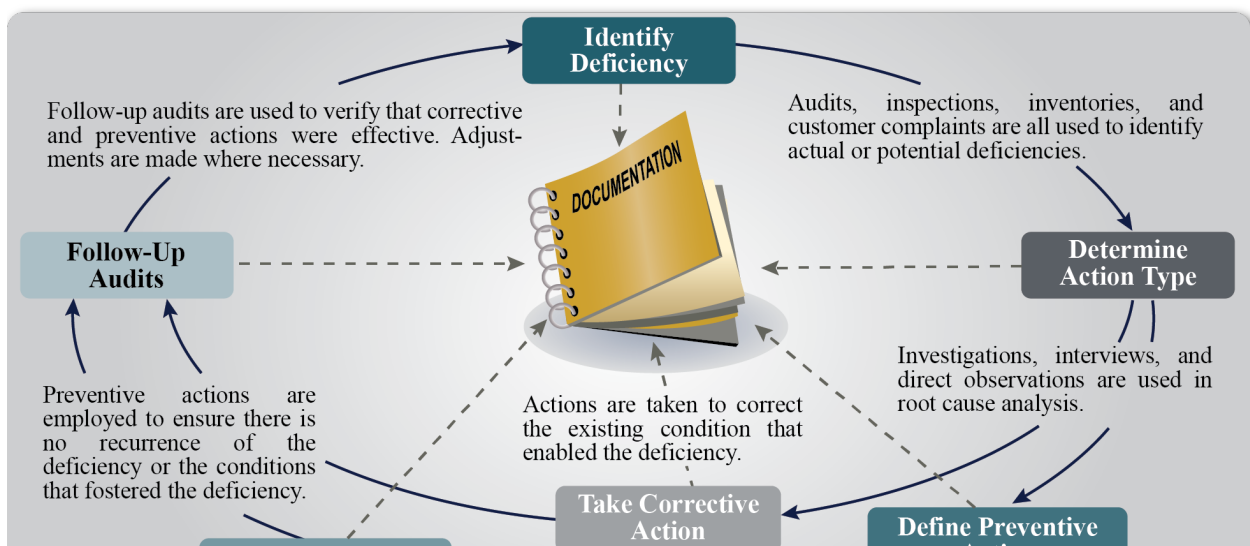 Identify
Deficiency
Follow-up audits are used to verify that corrective
and preventive actions were effective. Adjust-
ments are made where necessary.
Audits, inspections, inventories, and
customer complaints are all used to identify
actual or potential deficiencies.
DOCUMENTATION
Follow-Up
Audits
Determine
Action Type
Investigations, interviews, and
direct observations are used in
root cause analysis.
Preventive actions are
employed to ensure there is
no recurrence of the
deficiency or the conditions
that fostered the deficiency.
Actions are taken to correct
the existing condition that
enabled the deficiency.
Take Corrective
Action
Define Preventive